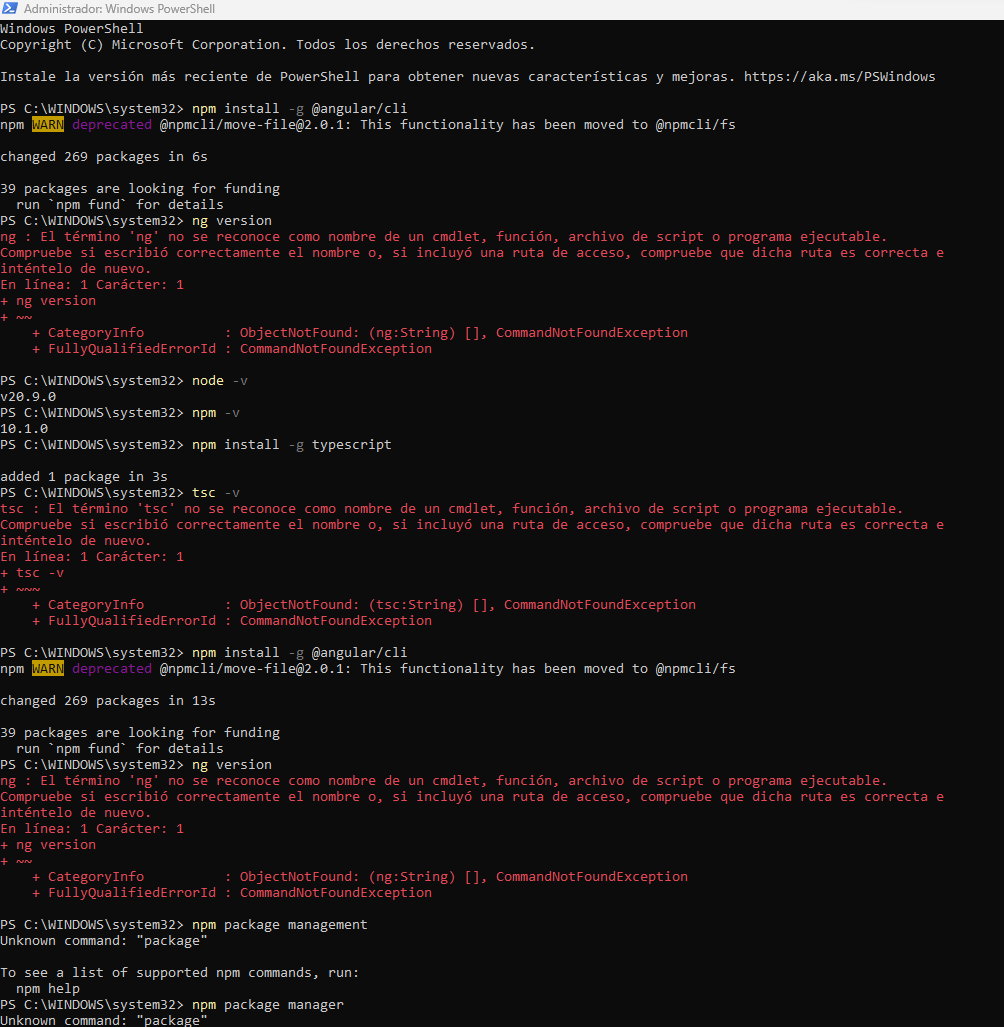 Administrador: Windows PowerShell
Windows PowerShell
Copyright (C) Microsoft Corporation. Todos los derechos reservados.
Instale la versión más reciente de PowerShell para obtener nuevas características y mejoras. https://aka.ms/PSWindows
PS C:\WINDOWS\system32> npm install -g @angular/cli
npm WARN deprecated @npmcli/move-file@2.0.1: This functionality has been moved to @npmcli/fs
changed 269 packages in 6s
39 packages are looking for funding
  run `npm fund` for details
PS C:\WINDOWS\system32> ng version
ng : El término 'ng' no se reconoce como nombre de un cmdlet, función, archivo de script o programa ejecutable.
Compruebe si escribió correctamente el nombre o, si incluyó una ruta de acceso, compruebe que dicha ruta es correcta e
inténtelo de nuevo.
En línea: 1 Carácter: 1
+ ng version
+ ~~
    + CategoryInfo          : ObjectNotFound: (ng:String) [], CommandNotFoundException
    + FullyQualifiedErrorId : CommandNotFoundException
PS C:\WINDOWS\system32> node -v
v20.9.0
PS C:\WINDOWS\system32> npm -v
10.1.0
PS C:\WINDOWS\system32> npm install -g typescript
added 1 package in 3s
PS C:\WINDOWS\system32> tsc -v
tsc : El término 'tsc' no se reconoce como nombre de un cmdlet, función, archivo de script o programa ejecutable.
Compruebe si escribió correctamente el nombre o, si incluyó una ruta de acceso, compruebe que dicha ruta es correcta e
inténtelo de nuevo.
En línea: 1 Carácter: 1
+ tsc -v
+ ~~~
    + CategoryInfo          : ObjectNotFound: (tsc:String) [], CommandNotFoundException
    + FullyQualifiedErrorId : CommandNotFoundException
PS C:\WINDOWS\system32> npm install -g @angular/cli
npm WARN deprecated @npmcli/move-file@2.0.1: This functionality has been moved to @npmcli/fs
changed 269 packages in 13s
39 packages are looking for funding
  run `npm fund` for details
PS C:\WINDOWS\system32> ng version
ng : El término 'ng' no se reconoce como nombre de un cmdlet, función, archivo de script o programa ejecutable.
Compruebe si escribió correctamente el nombre o, si incluyó una ruta de acceso, compruebe que dicha ruta es correcta e
inténtelo de nuevo.
En línea: 1 Carácter: 1
+ ng version
+ ~~
    + CategoryInfo          : ObjectNotFound: (ng:String) [], CommandNotFoundException
    + FullyQualifiedErrorId : CommandNotFoundException
PS C:\WINDOWS\system32> npm package management
Unknown command: "package"
To see a list of supported npm commands, run:
  npm help
PS C:\WINDOWS\system32> npm package manager
Unknown command: "package"